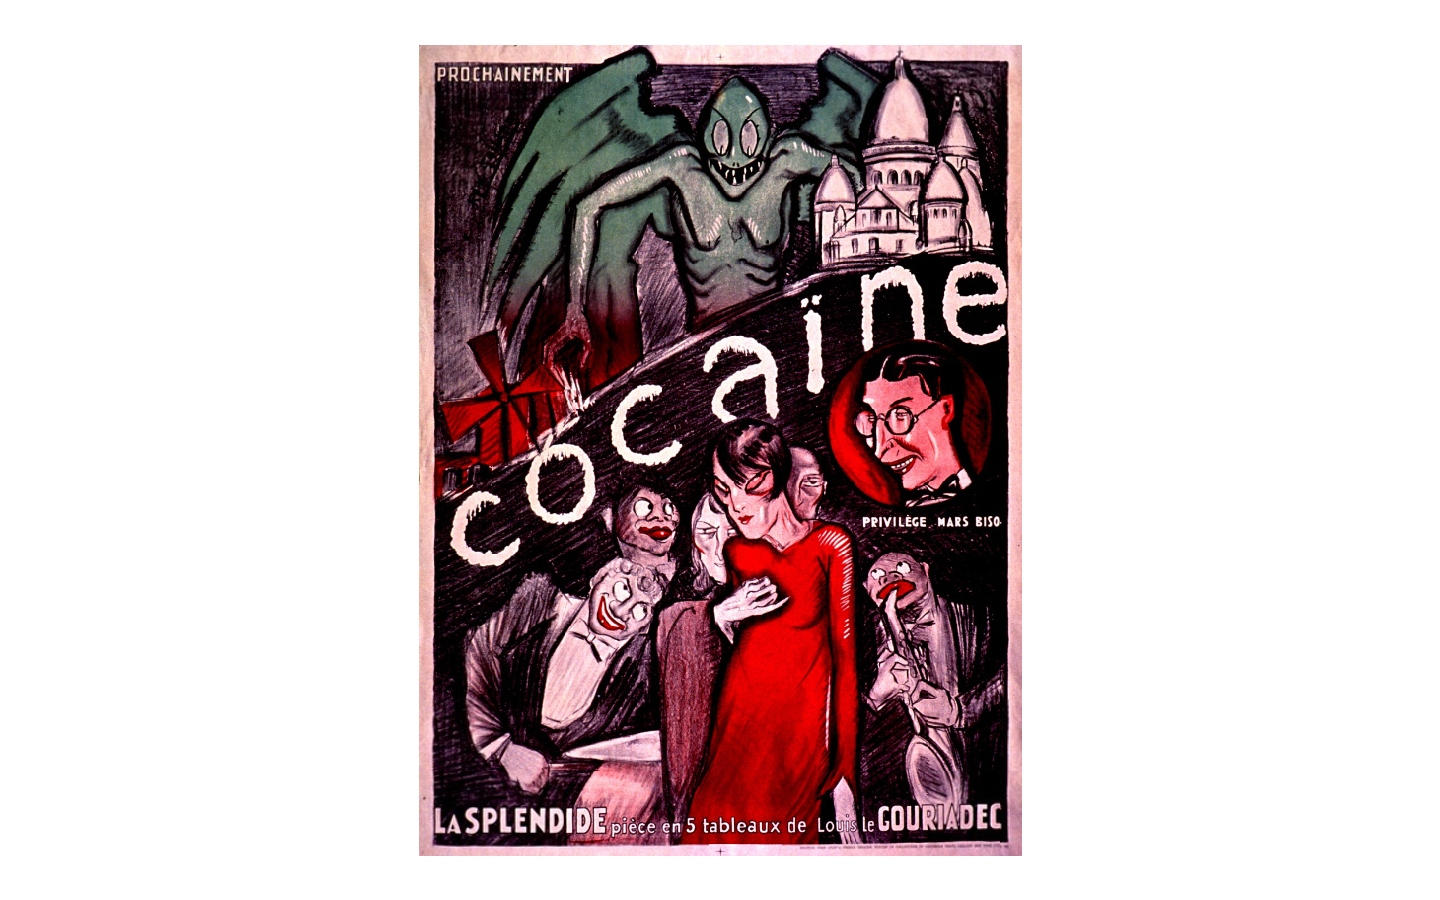 PROCHAINEMENT
cocaïne
PRIVILÈGE MARS BISO
LA SPLENDIDE pièce en 5 tableaux de Louis le GOURIADEC